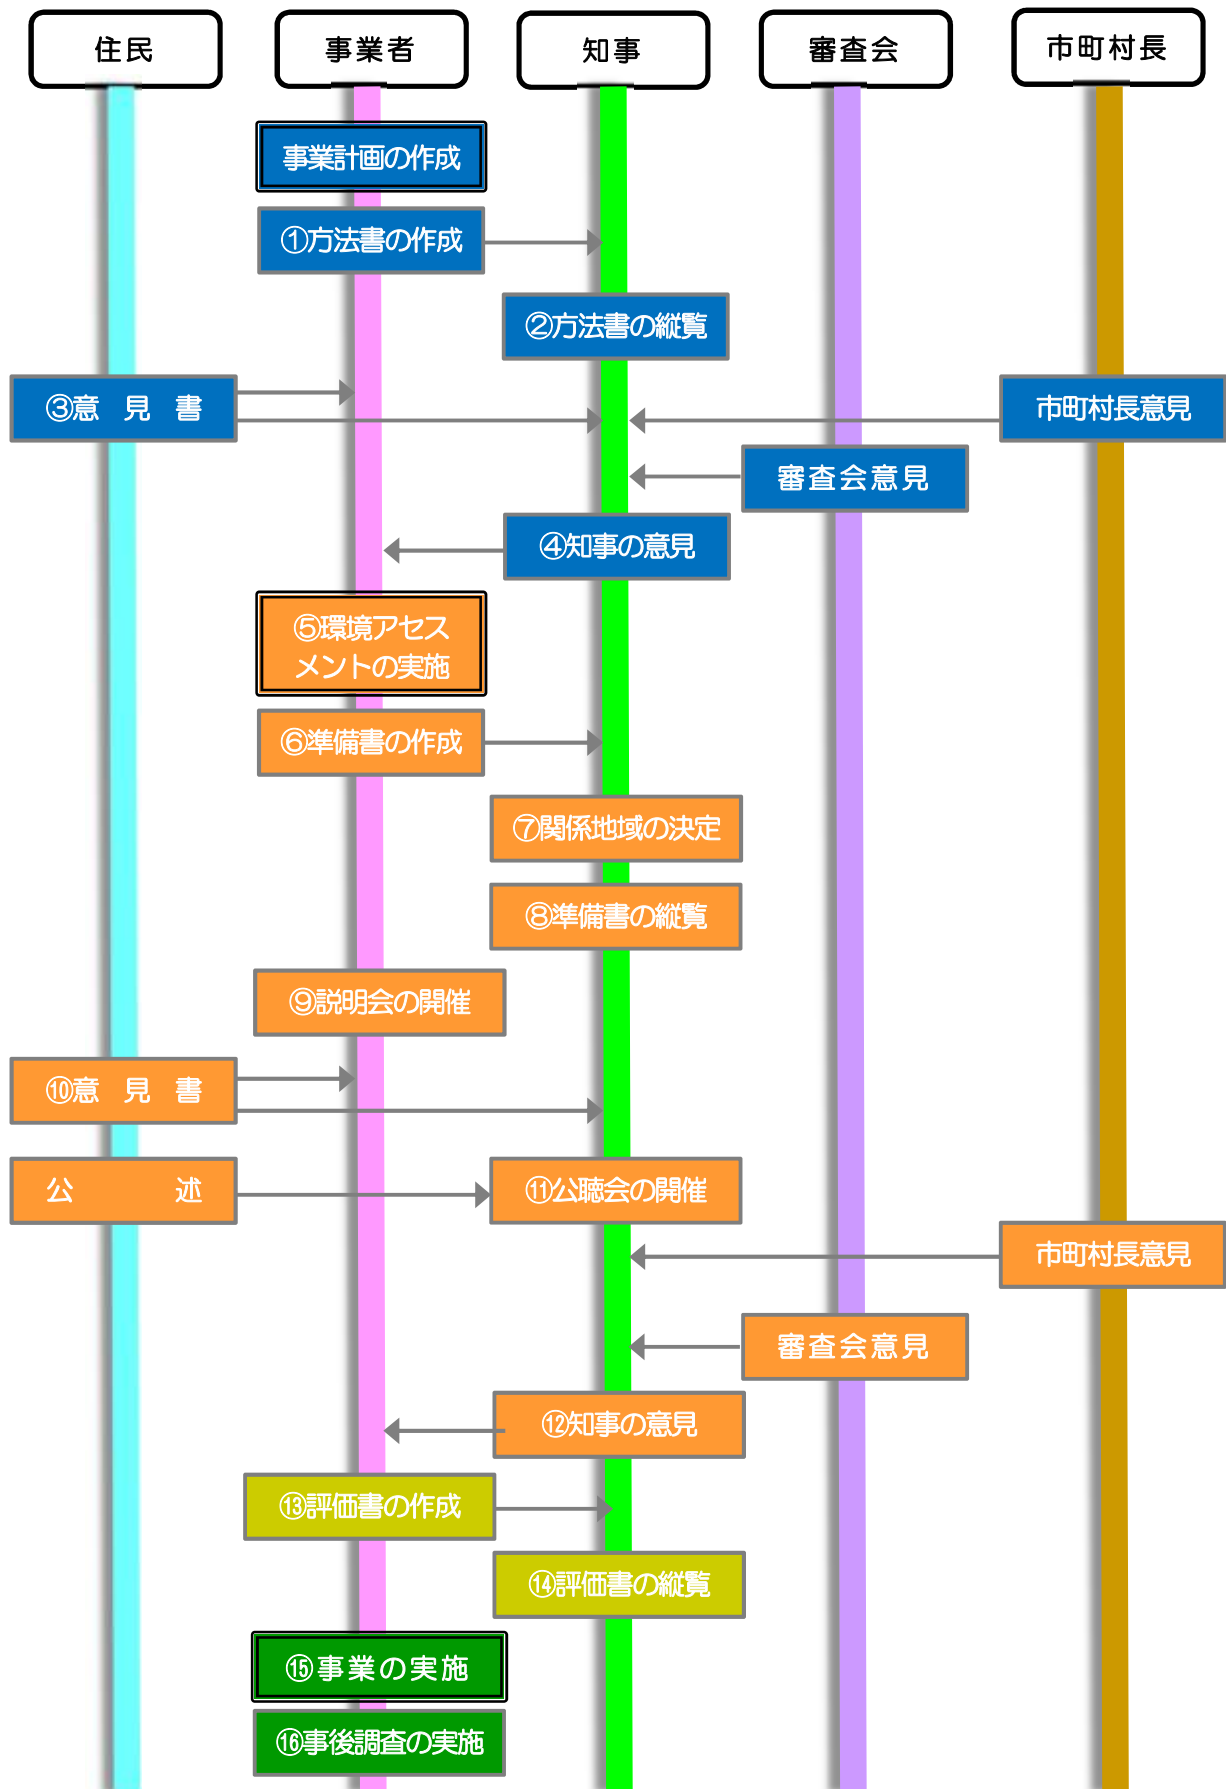 住民
事業者
知事
審査会
市町村長
事業計画の作成
①方法書の作成
②方法書の縦覧
③意 見 書
市町村長意見
審査会意見
④知事の意見
⑤環境アセス
メントの実施
⑥準備書の作成
⑦関係地域の決定
⑧準備書の縦覧
⑨説明会の開催
⑩意 見 書
公 述
⑪公聴会の開催
市町村長意見
審査会意見
⑫知事の意見
⑬評価書の作成
⑭評価書の縦覧
⑮事業の実施
⑯事後調査の実施